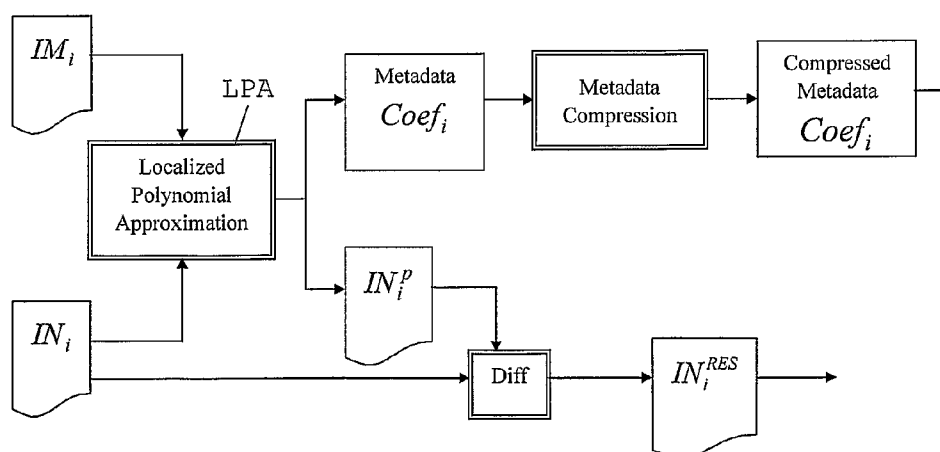 IM_i
LPA
Localized
Polynomial
Approximation
Metadata
Coef_i
Metadata
Compression
Compressed
Metadata
Coef_i
IN_i
IN_i^p
Diff
IN_i^RES